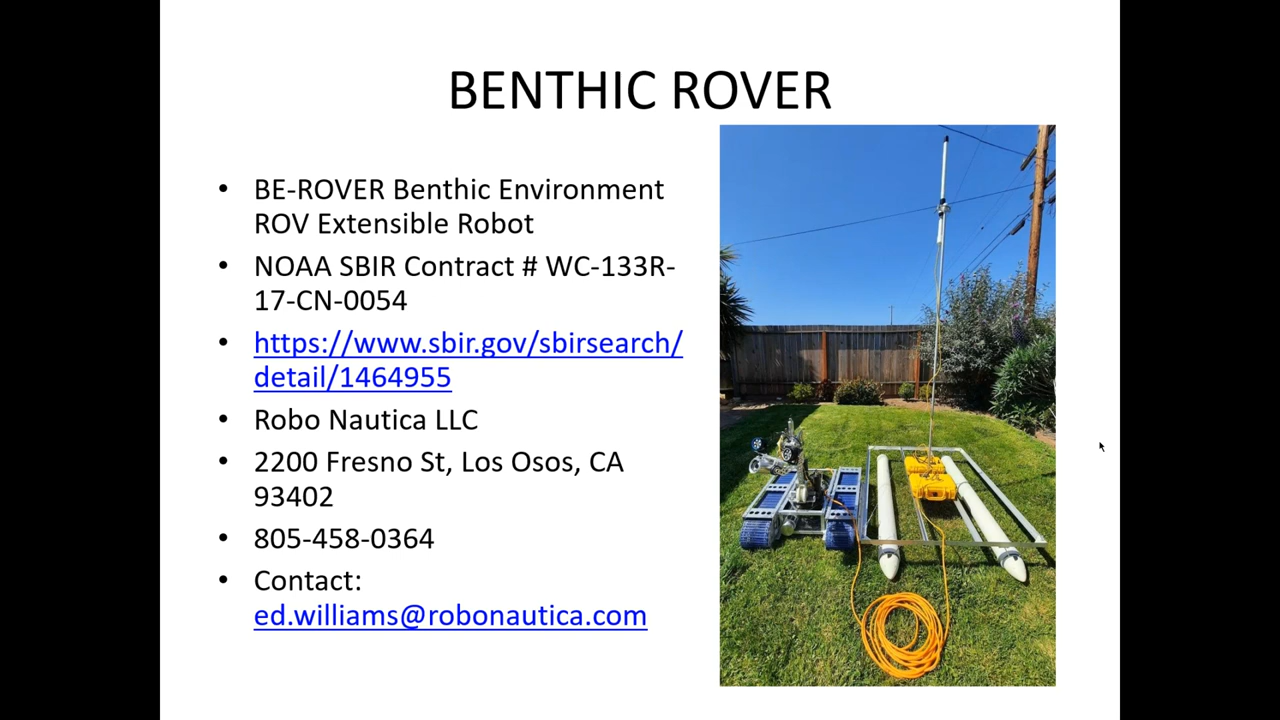 BENTHIC ROVER
• BE-ROVER Benthic Environment
ROV Extensible Robot
• NOAA SBIR Contract # WC-133R-
17-CN-0054
• https://www.sbir.gov/sbirsearch/
detail/1464955
• Robo Nautica LLC
• 2200 Fresno St, Los Osos, CA
93402
• 805-458-0364
• Contact:
ed.williams@robonautica.com